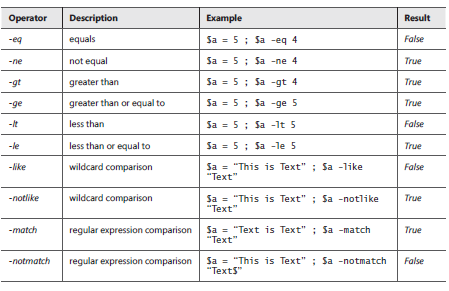 Operator Description Example Result
-eq equals $a = 5 ; $a -eq 4 False
-ne not equal $a = 5 ; $a -ne 4 True
-gt greater than $a = 5 ; $a -gt 4 True
-ge greater than or equal to $a = 5 ; $a -ge 5 True
-lt less than $a = 5 ; $a -lt 5 False
-le less than or equal to $a = 5 ; $a -le 5 True
-like wildcard comparison $a = "This is Text" ; $a -like False
"Text"
-notlike wildcard comparison $a = "This is Text" ; $a -notlike True
"Text"
-match regular expression comparison $a = "Text is Text" ; $a -match True
"Text"
-notmatch regular expression comparison $a = "This is Text" ; $a -notmatch False
"Text$"